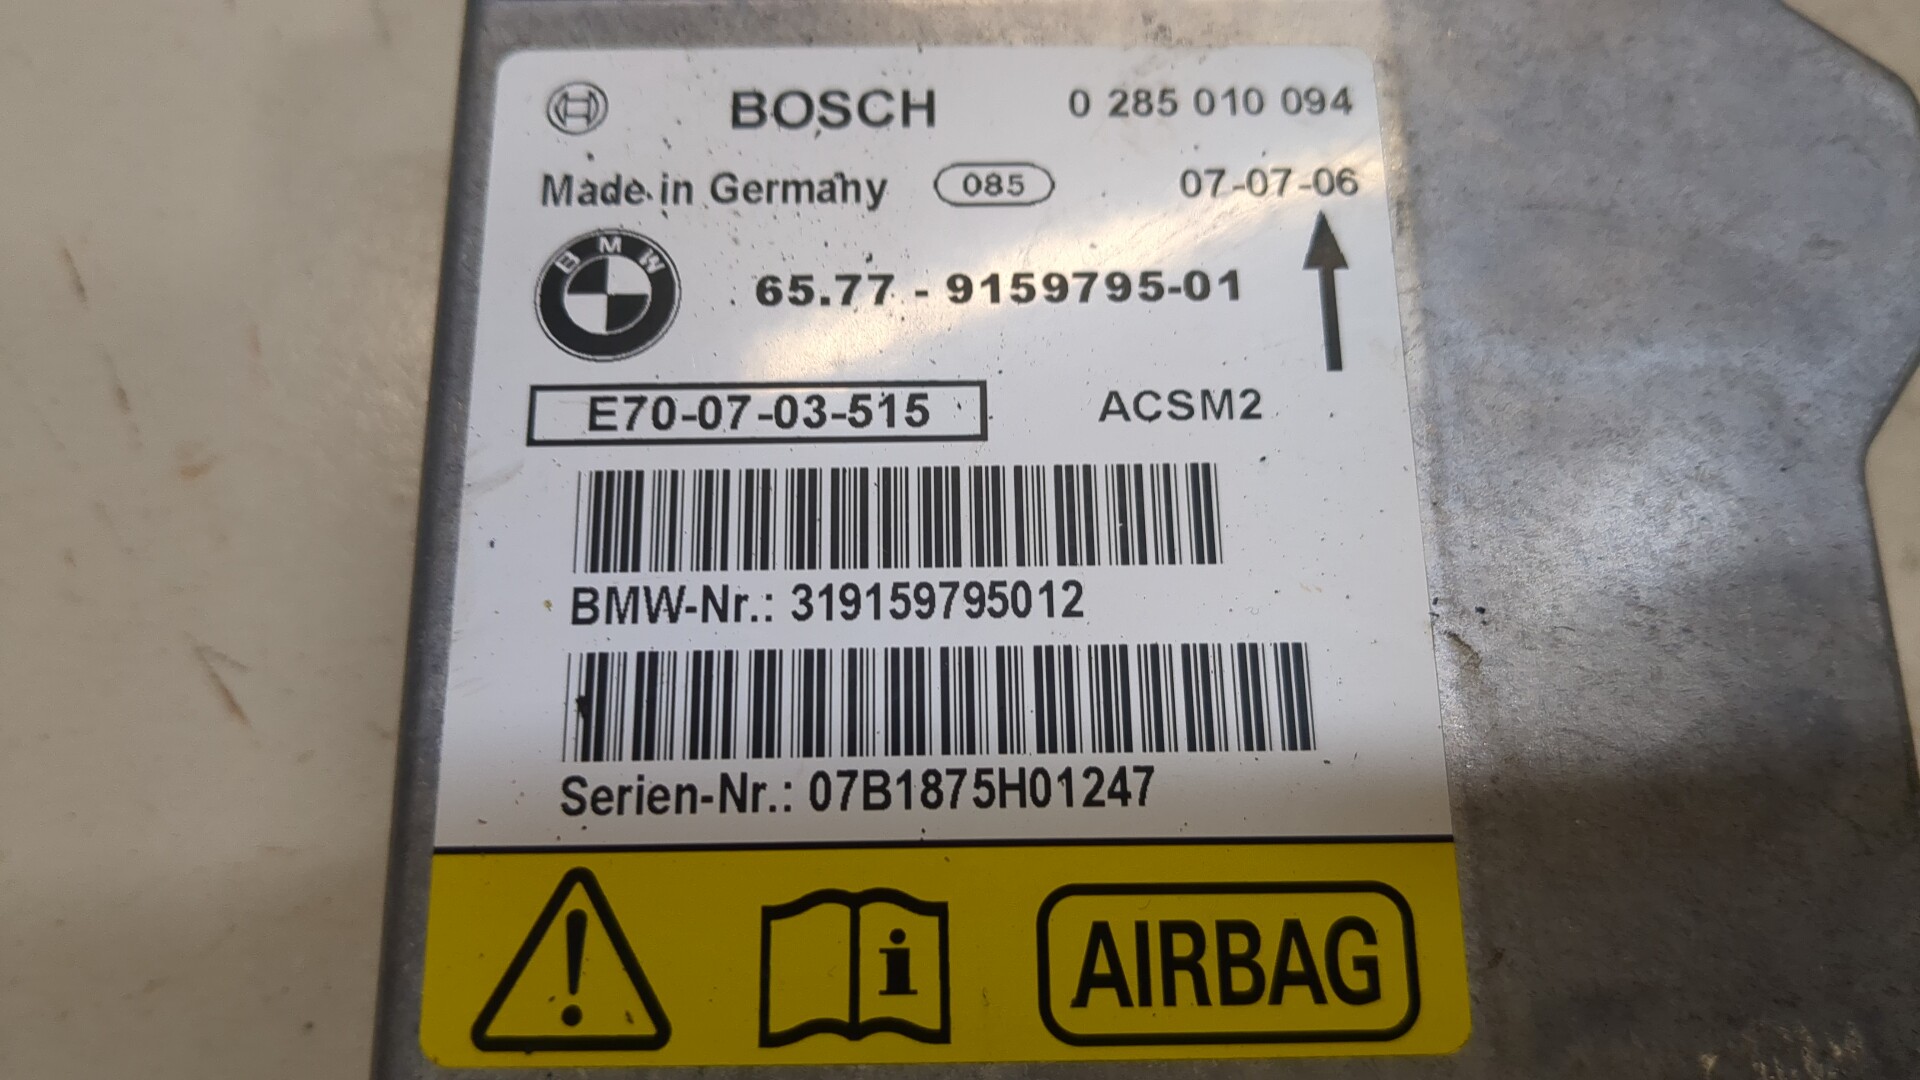 BOSCH 0 285 010 094
Made in Germany 085 07-07-06
BMW 65.77 - 9159795-01
E70-07-03-515 ACSM2
BMW-Nr.: 319159795012
Serien-Nr.: 07B1875H01247
! i AIRBAG